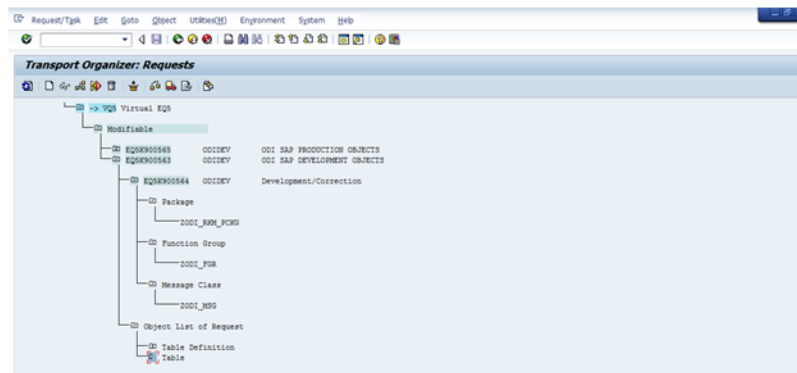 Request/Task Edit Goto Object Utilities(M) Environment System Help
Transport Organizer: Requests
-> VQ5 Virtual EQ5
Modifiable
EQ5K900565 ODIDEV ODI SAP PRODUCTION OBJECTS
EQ5K900563 ODIDEV ODI SAP DEVELOPMENT OBJECTS
EQ5K900564 ODIDEV Development/Correction
Package
ZODI_RKM_PCKG
Function Group
ZODI_FGR
Message Class
ZODI_MSG
Object List of Request
Table Definition
Table